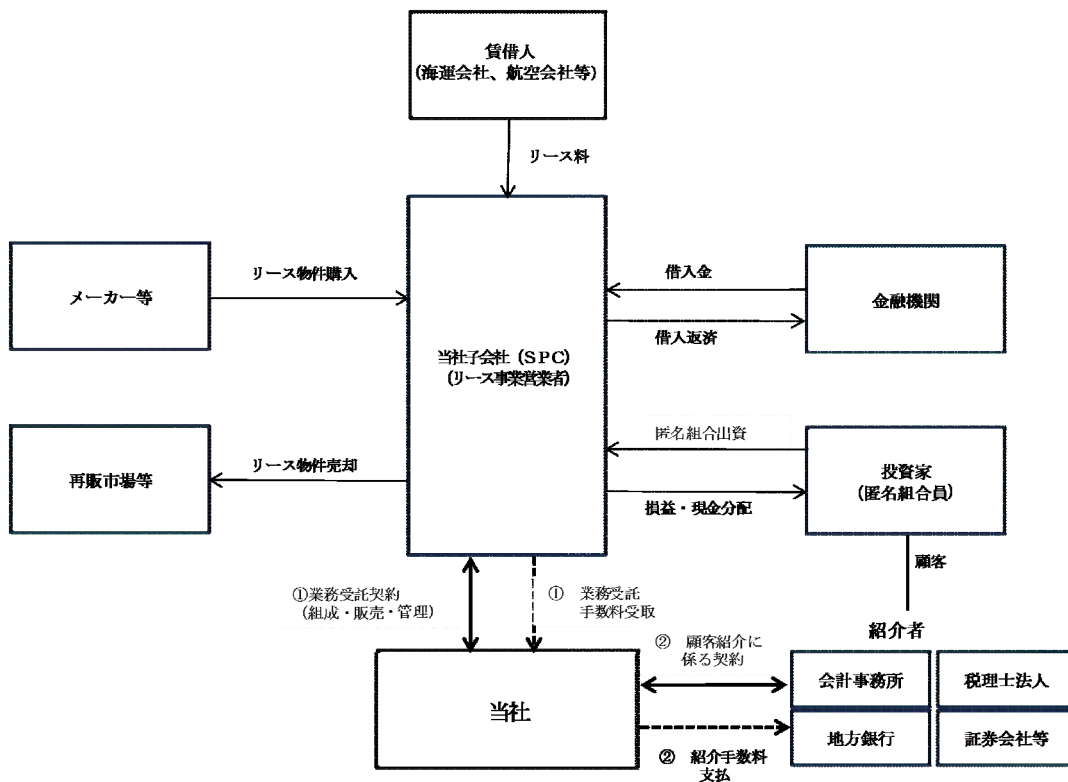 賃借人
(海運会社、航空会社等)
リース料
メーカー等
リース物件購入
借入金
金融機関
借入返済
当社子会社(SPC)
(リース事業営業者)
匿名組合出資
再販市場等
リース物件売却
投資家
(匿名組合員)
損益・現金分配
顧客
①業務受託契約
(組成・販売・管理)
① 業務受託
手数料受取
紹介者
② 顧客紹介に
係る契約
会計事務所
税理士法人
当社
地方銀行
証券会社等
② 紹介手数料
支払